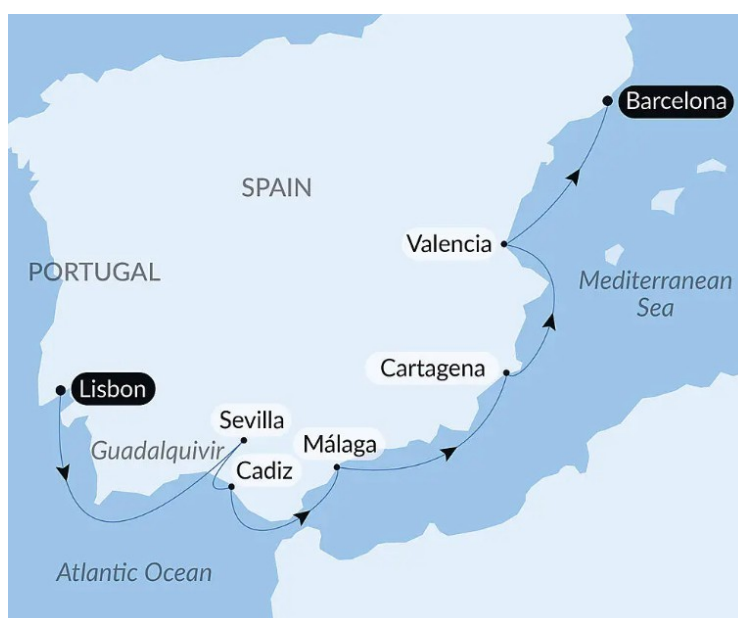 Barcelona
SPAIN
Valencia
PORTUGAL
Mediterranean
Sea
Cartagena
Lisbon
Sevilla
Guadalquivir
Málaga
Cadiz
Atlantic Ocean